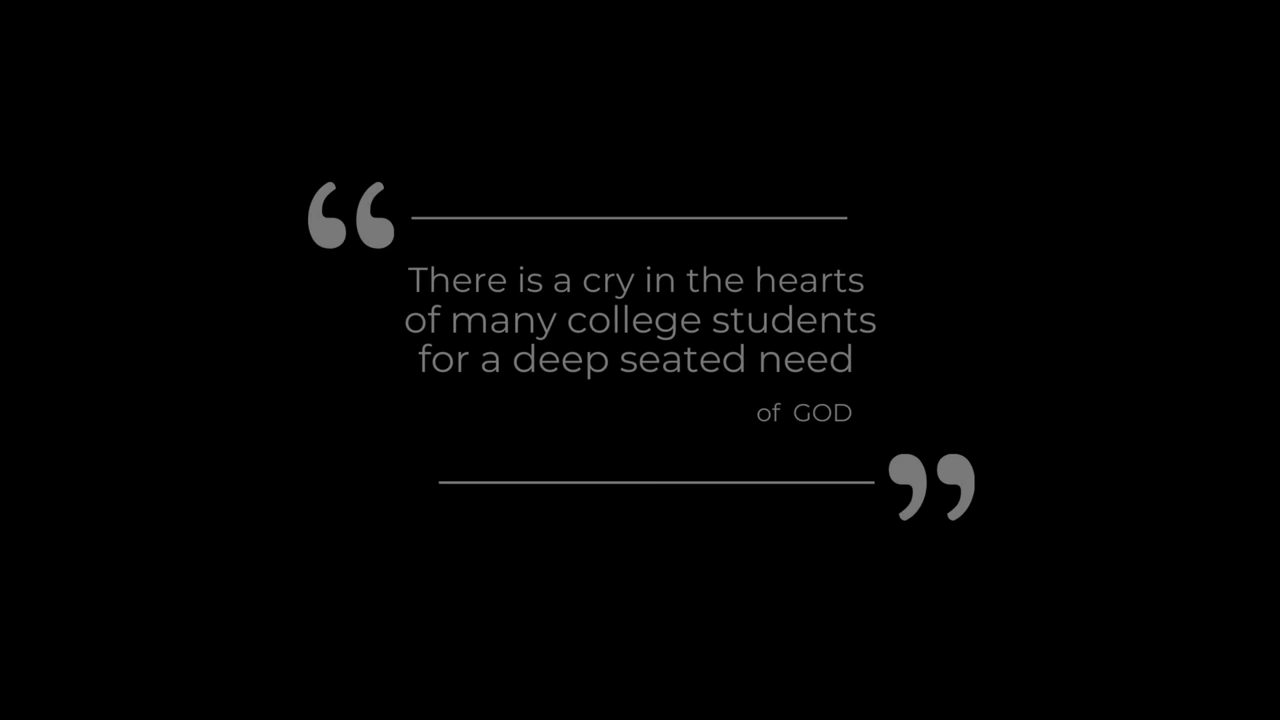 “
There is a cry in the hearts
of many college students
for a deep seated need
of GOD
”